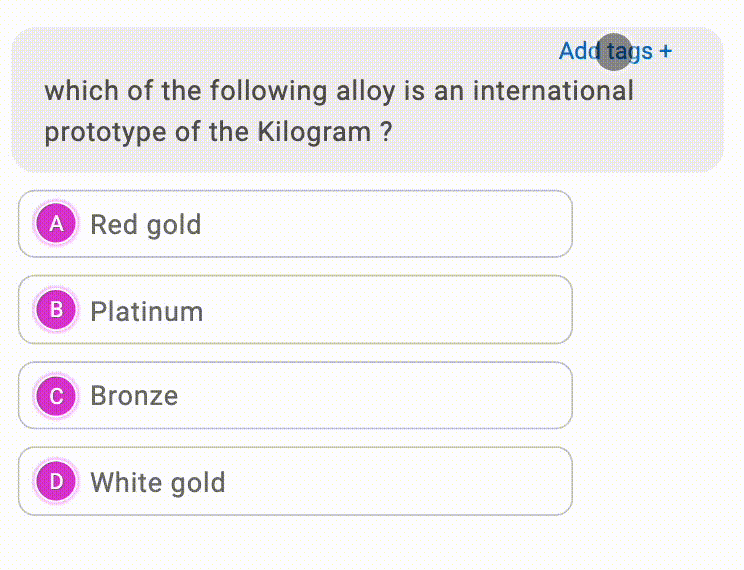 Add tags +
which of the following alloy is an international
prototype of the Kilogram ?
A Red gold
B Platinum
C Bronze
D White gold